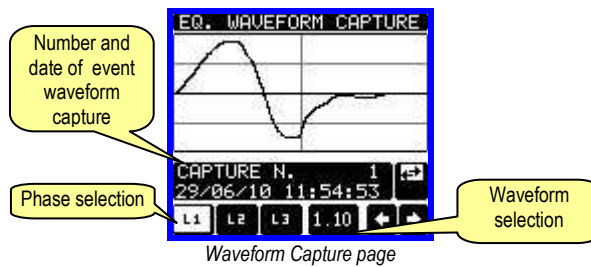 EQ. WAVEFORM CAPTURE
Number and
date of event
waveform
capture
CAPTURE N. 1
29/06/10 11:54:53
Phase selection
L1 L2 L3 1.10
Waveform
selection
Waveform Capture page